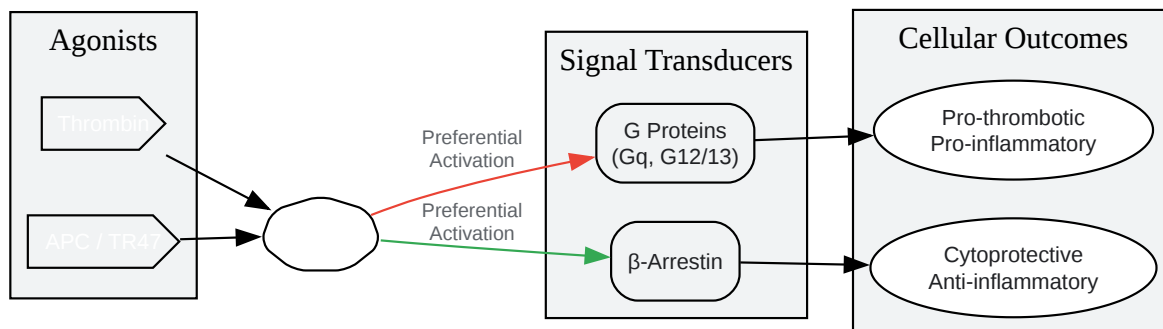 Agonists
Thrombin
APC / TR47
Preferential
Activation
Preferential
Activation
Signal Transducers
G Proteins
(Gq, G12/13)
β-Arrestin
Cellular Outcomes
Pro-thrombotic
Pro-inflammatory
Cytoprotective
Anti-inflammatory